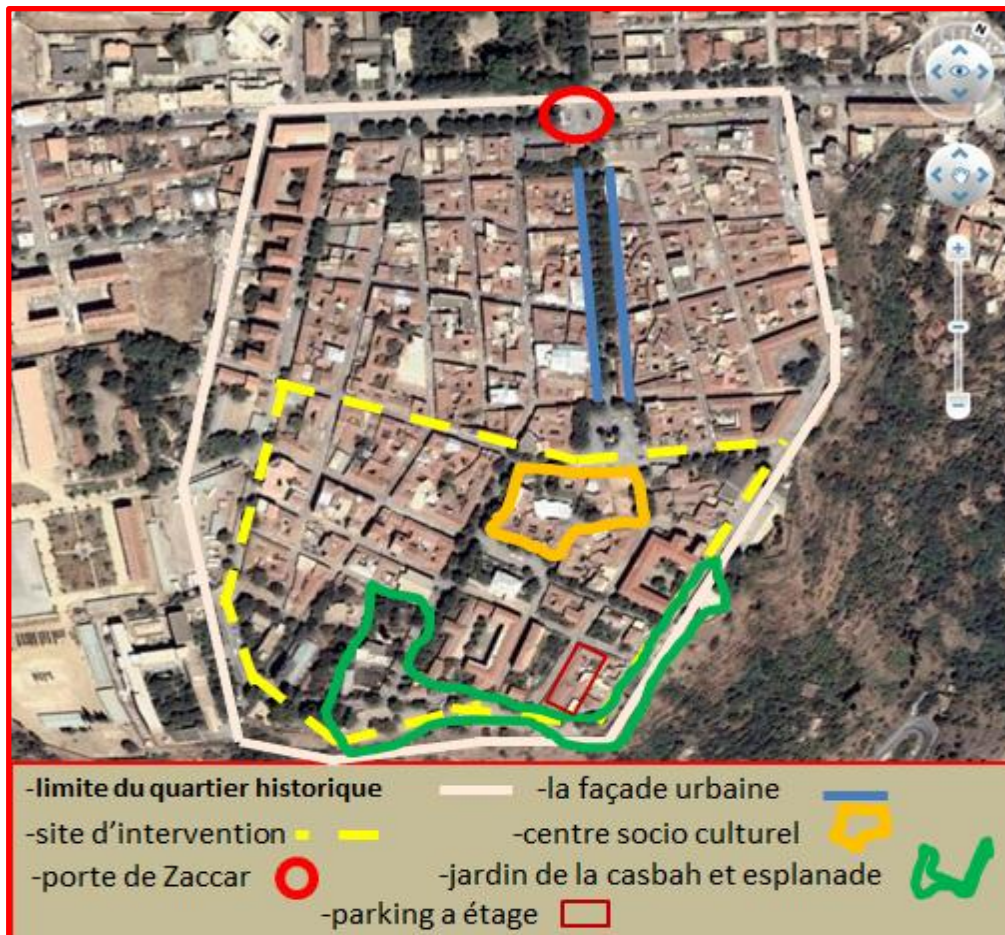 N
-limite du quartier historique -la façade urbaine
-site d'intervention -centre socio culturel
-porte de Zaccar -jardin de la casbah et esplanade
-parking a étage